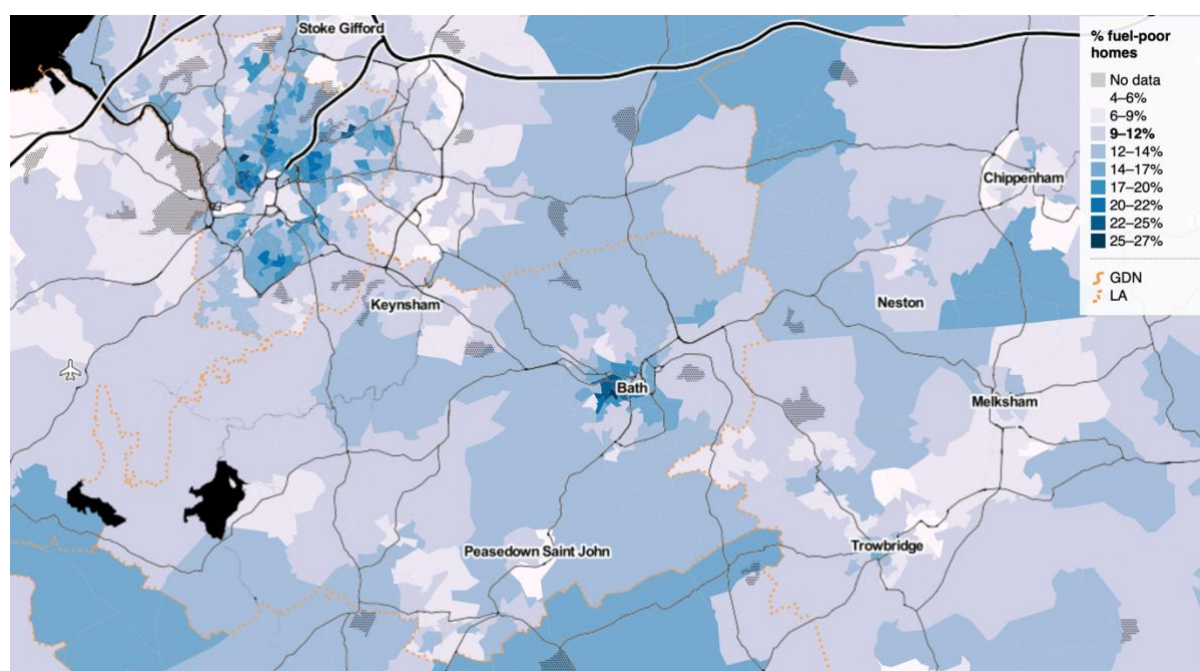 Stoke Gifford
% fuel-poor
homes
No data
4–6%
6–9%
9–12%
12–14%
14–17%
17–20%
20–22%
22–25%
25–27%
GDN
LA
Chippenham
Keynsham
Neston
Bath
Melksham
Peasedown Saint John
Trowbridge